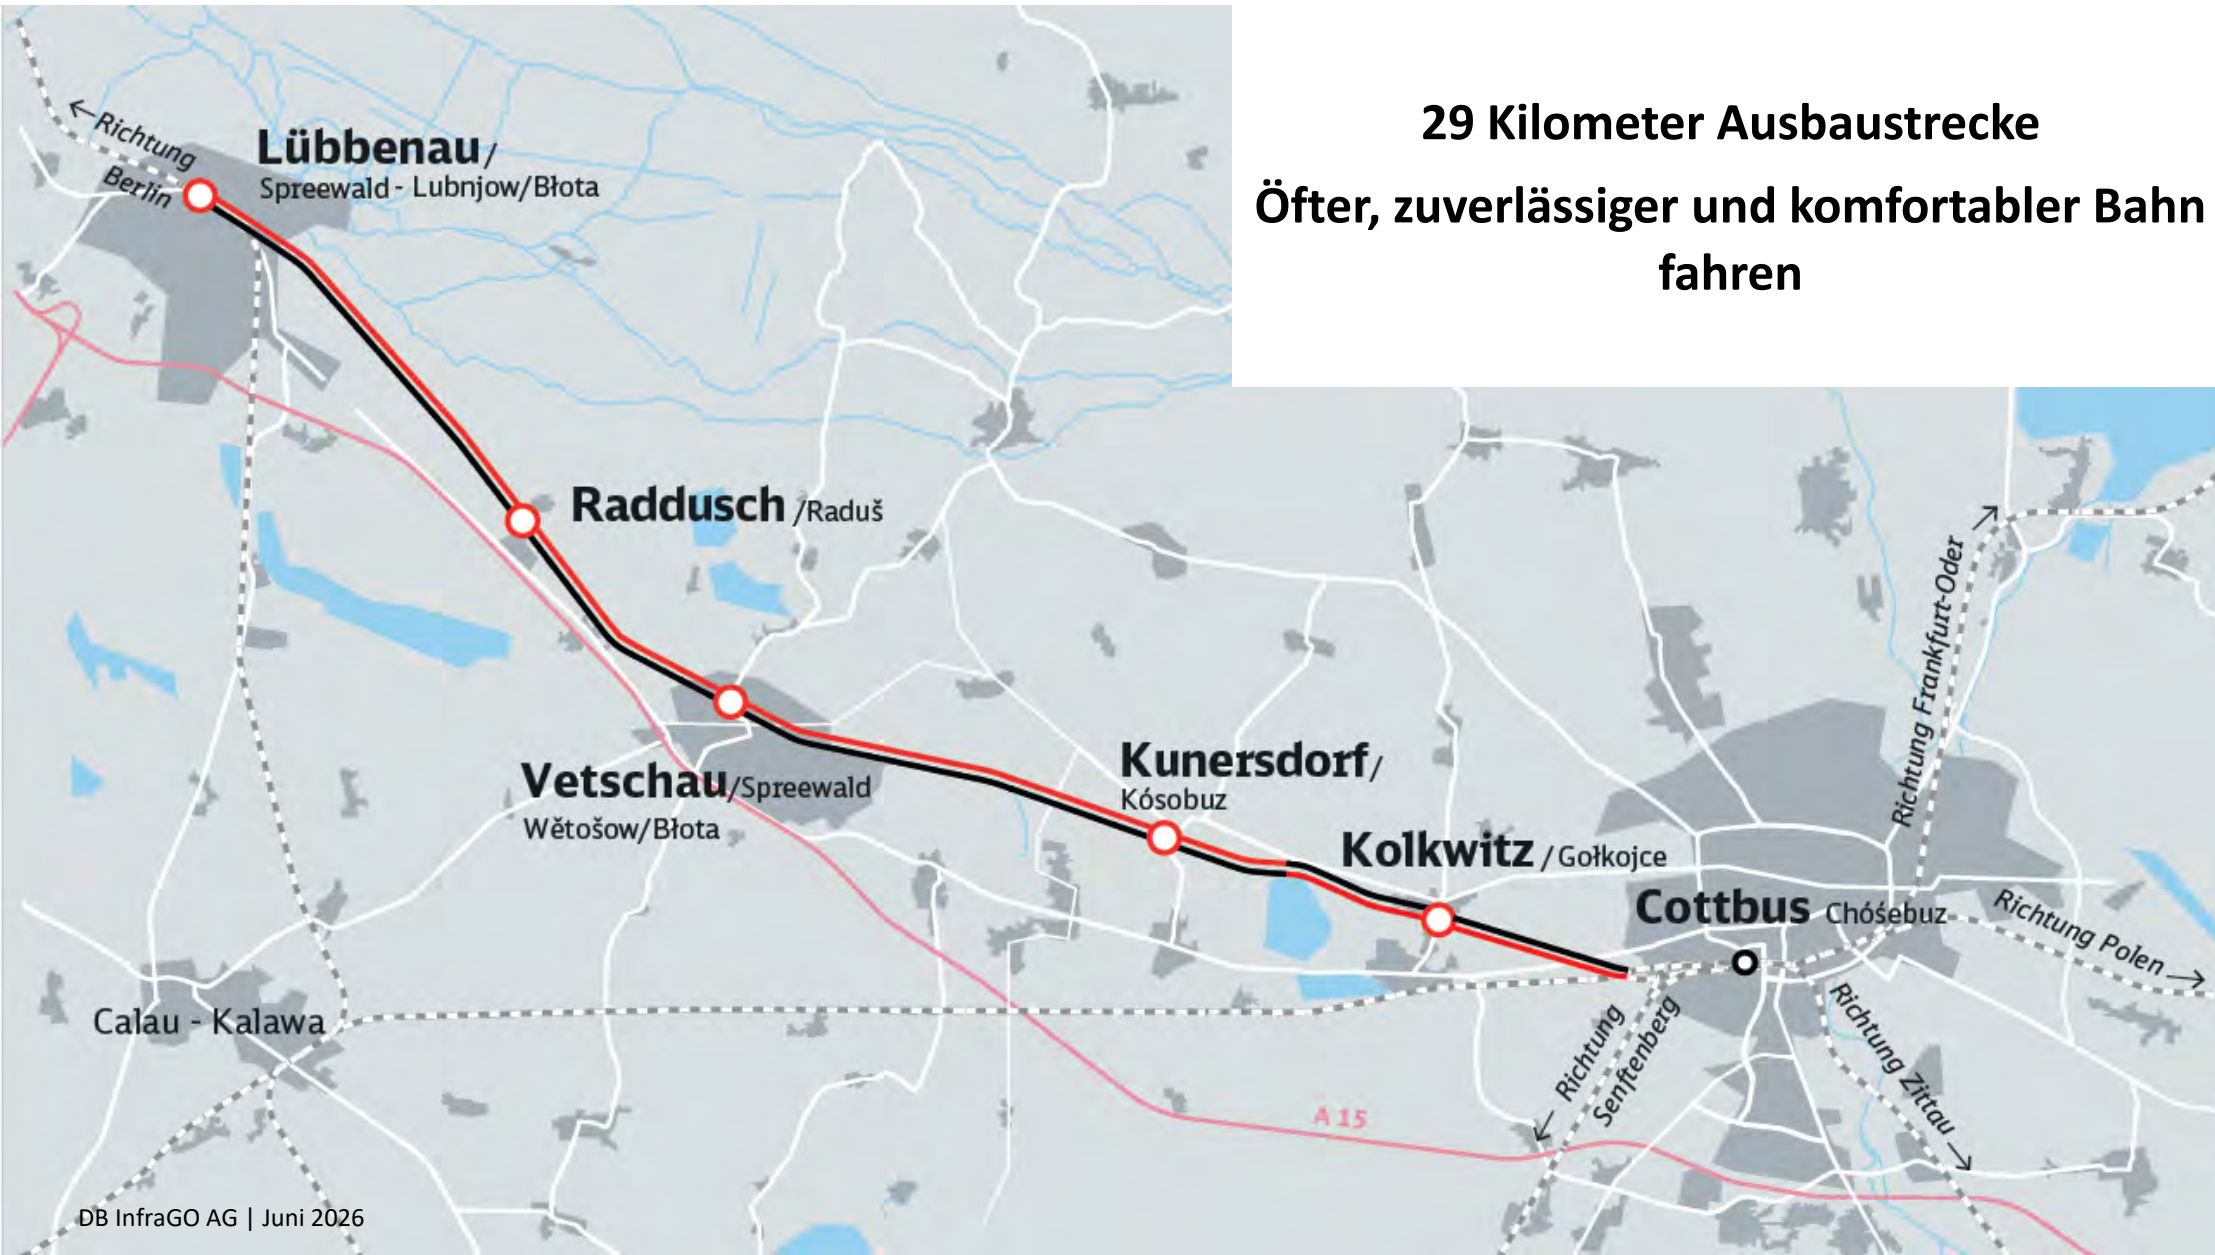 29 Kilometer Ausbaustrecke
Öfter, zuverlässiger und komfortabler Bahn
fahren
←Richtung
Berlin
Lübbenau/
Spreewald - Lubnjow/Błota
Raddusch /Raduš
Vetschau/Spreewald
Wětošow/Błota
Kunersdorf/
Kósobuz
Kolkwitz /Gołkojce
Cottbus Chóśebuz
Richtung Frankfurt-Oder →
Richtung Polen →
Richtung Zittau →
← Richtung
Senftenberg
Calau - Kalawa
A 15
DB InfraGO AG | Juni 2026